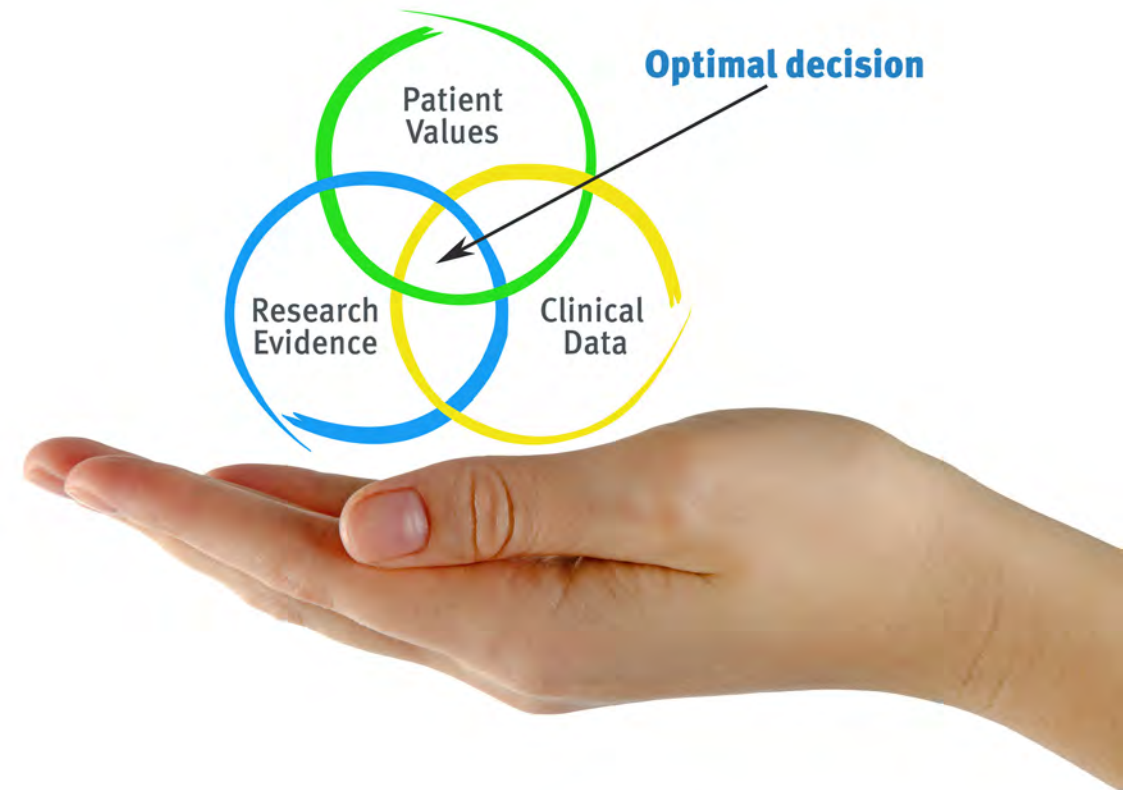 Optimal decision
Patient
Values
Research
Evidence
Clinical
Data